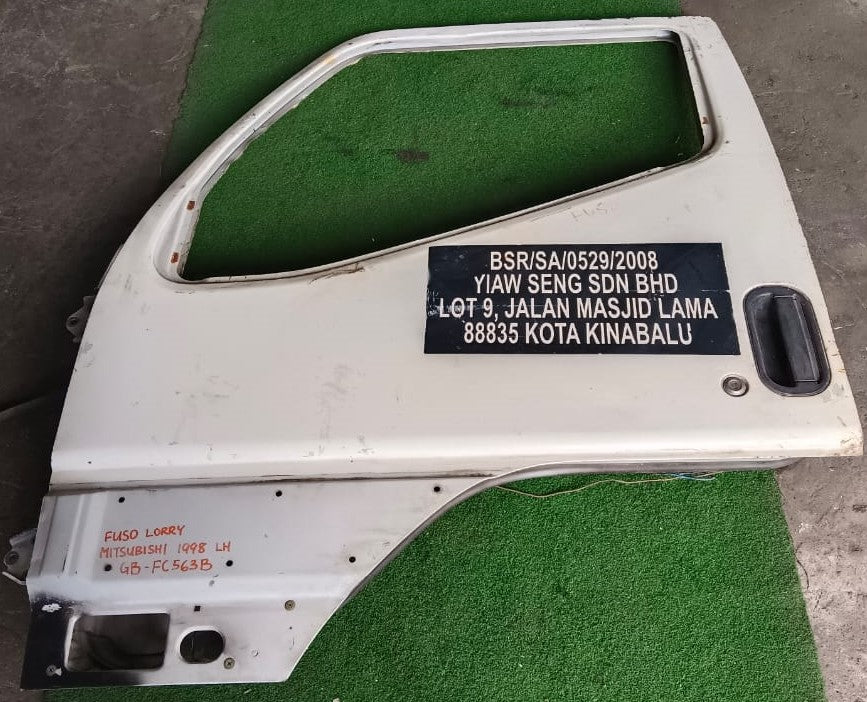 FUSO
BSR/SA/0529/2008
YIAW SENG SDN BHD
LOT 9, JALAN MASJID LAMA
88835 KOTA KINABALU
FUSO LORRY
MITSUBISHI 1998 LH
GB-FC563B